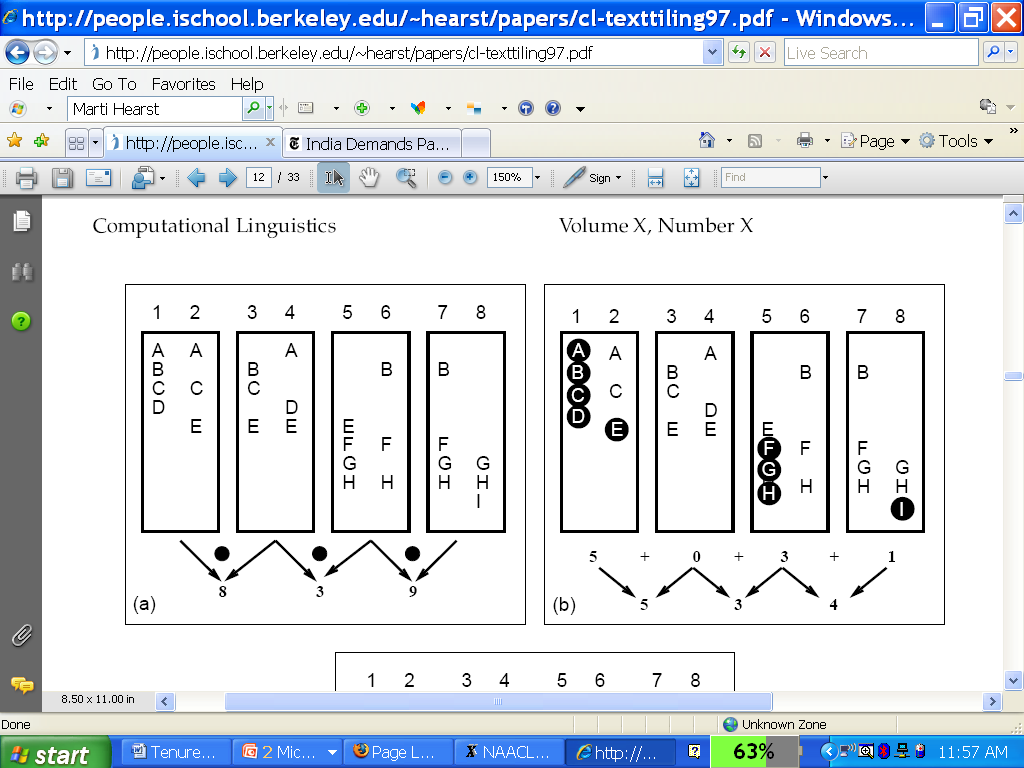 http://people.ischool.berkeley.edu/~hearst/papers/cl-texttiling97.pdf - Windows...
http://people.ischool.berkeley.edu/~hearst/papers/cl-texttiling97.pdf
Live Search
File Edit Go To Favorites Help
Marti Hearst
http://people.isc... India Demands Pa... Page Tools »
12 / 33 150% Sign Find
Computational Linguistics Volume X, Number X
1 2 3 4 5 6 7 8
A A A
B B B B
C C C
D D
E E E E
F F F
G G G
H H H H
I
8 3 9
(a)
1 2 3 4 5 6 7 8
A A A
B B B B
C C C
D D
E E E E
F F F
G G G
H H H H
I
5 + 0 + 3 + 1
5 3 4
(b)
1 2 3 4 5 6 7 8
8.50 x 11.00 in
Done Unknown Zone
start Tenure... 2 Mic... Page L... NAACL... http://... 63% 11:57 AM